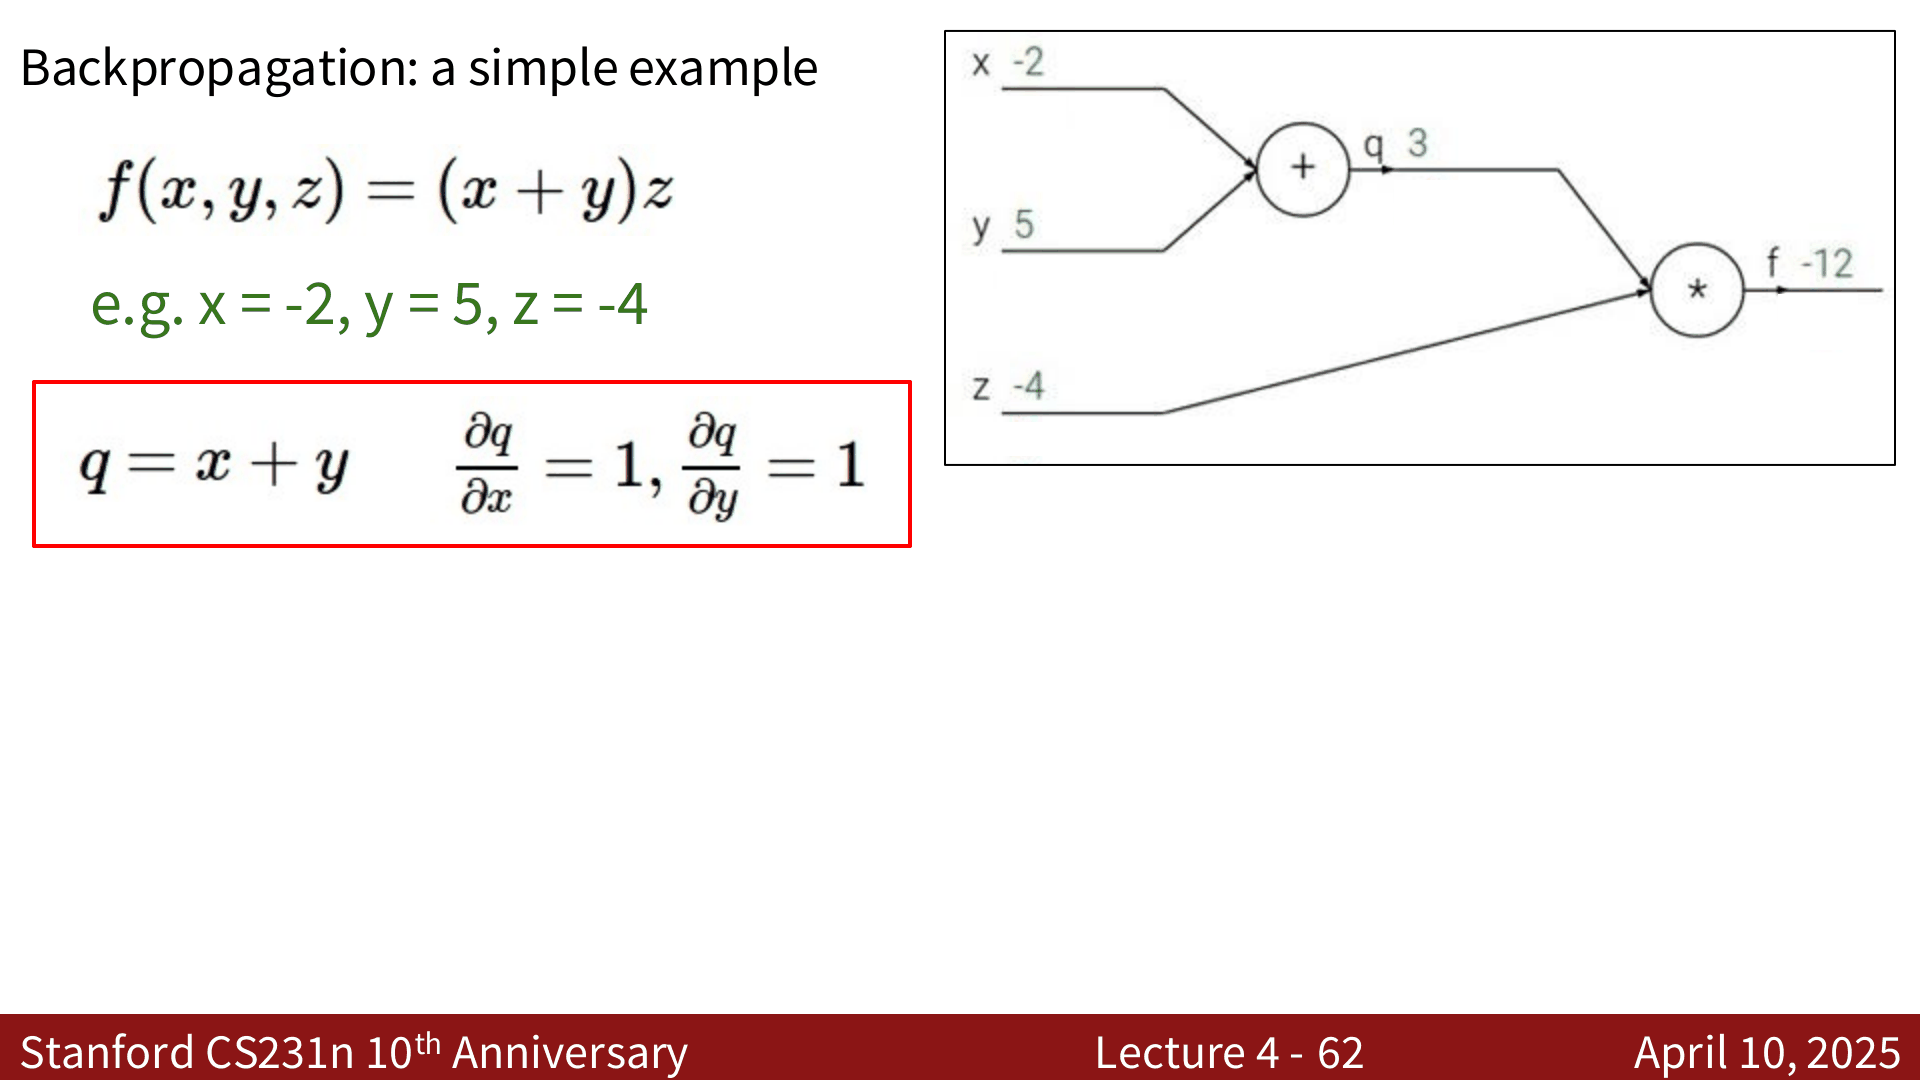 Backpropagation: a simple example
f(x, y, z) = (x + y)z
e.g. x = -2, y = 5, z = -4
q = x + y ∂q/∂x = 1, ∂q/∂y = 1
x -2
y 5
z -4
+
q 3
*
f -12
Stanford CS231n 10th Anniversary
Lecture 4 - 62
April 10, 2025